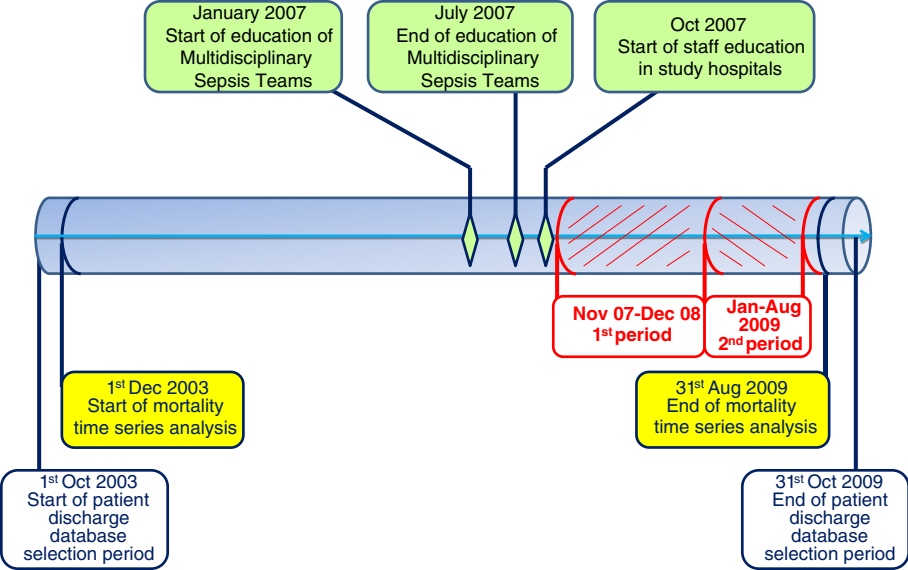 January 2007
Start of education of
Multidisciplinary
Sepsis Teams
July 2007
End of education of
Multidisciplinary
Sepsis Teams
Oct 2007
Start of staff education
in study hospitals
Nov 07-Dec 08
1st period
Jan-Aug
2009
2nd period
1st Dec 2003
Start of mortality
time series analysis
31st Aug 2009
End of mortality
time series analysis
1st Oct 2003
Start of patient
discharge
database
selection period
31st Oct 2009
End of patient
discharge
database
selection period